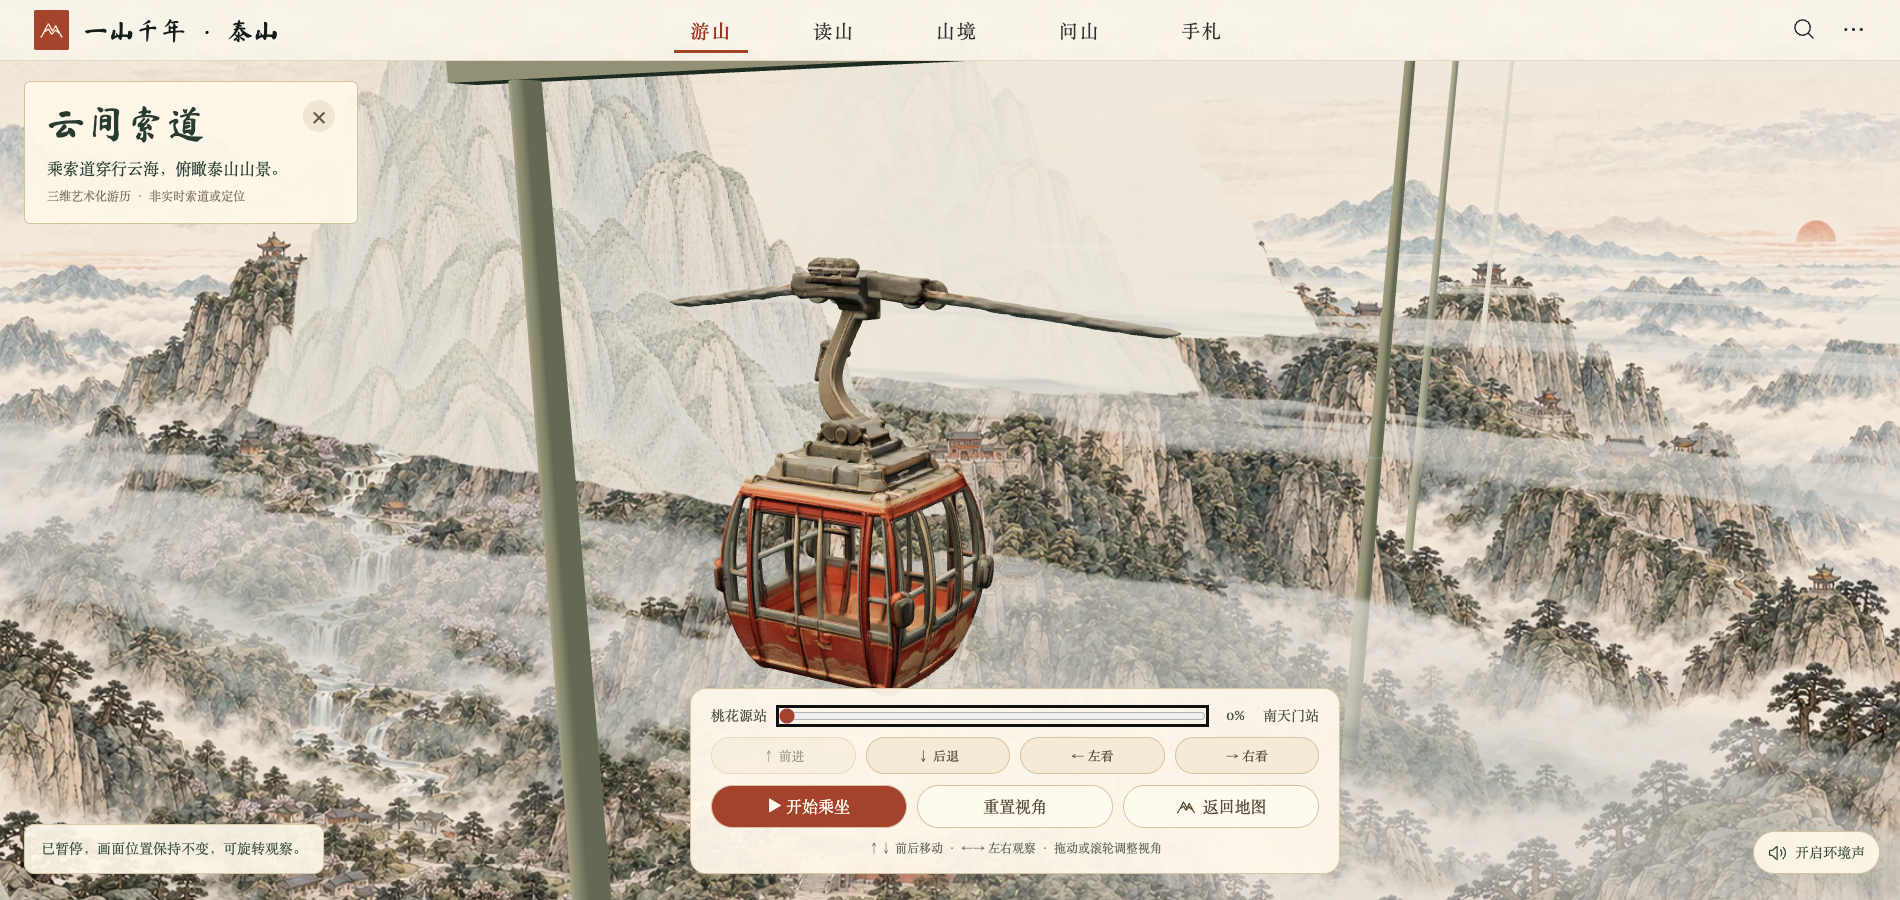 一山千年 · 泰山
游山 读山 山境 问山 手札
云间索道
乘索道穿行云海，俯瞰泰山山景。
三维艺术化游历 · 非实时索道或定位
桃花源站 0% 南天门站
↑ 前进 ↓ 后退 ← 左看 → 右看
▶ 开始乘坐 重置视角 返回地图
↑ ↓ 前后移动 · ←→ 左右观察 · 拖动或滚轮调整视角
已暂停，画面位置保持不变，可旋转观察。
开启环境声